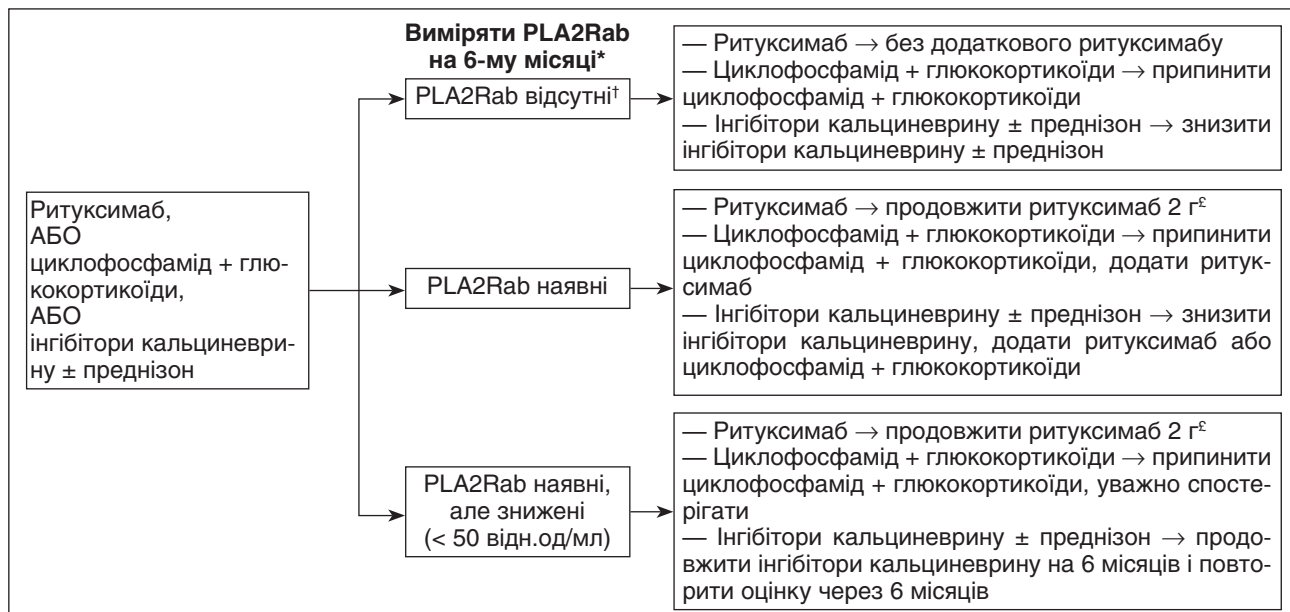 Виміряти PLA2Rab
на 6-му місяці*
PLA2Rab відсутні†
— Ритуксимаб → без додаткового ритуксимабу
— Циклофосфамід + глюкокортикоїди → припинити
циклофосфамід + глюкокортикоїди
— Інгібітори кальциневрину ± преднізон → знизити
інгібітори кальциневрину ± преднізон
Ритуксимаб,
АБО
циклофосфамід + глю-
кокортикоїди,
АБО
інгібітори кальциневри-
ну ± преднізон
PLA2Rab наявні
— Ритуксимаб → продовжити ритуксимаб 2 г£
— Циклофосфамід + глюкокортикоїди → припинити
циклофосфамід + глюкокортикоїди, додати ритук-
симаб
— Інгібітори кальциневрину ± преднізон → знизити
інгібітори кальциневрину, додати ритуксимаб або
циклофосфамід + глюкокортикоїди
PLA2Rab наявні,
але знижені
(< 50 відн.од/мл)
— Ритуксимаб → продовжити ритуксимаб 2 г£
— Циклофосфамід + глюкокортикоїди → припинити
циклофосфамід + глюкокортикоїди, уважно спосте-
рігати
— Інгібітори кальциневрину ± преднізон → продо-
вжити інгібітори кальциневрину на 6 місяців і повто-
рити оцінку через 6 місяців